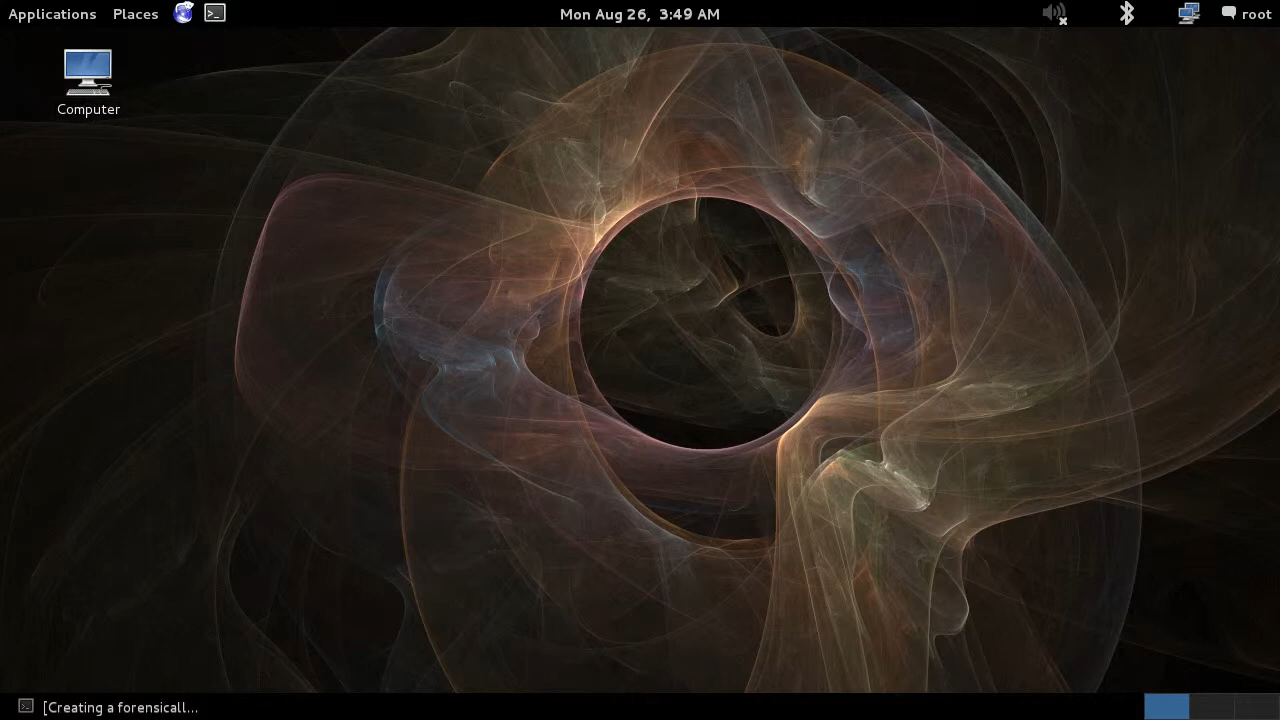 Applications Places Mon Aug 26, 3:49 AM root
Computer
[Creating a forensicall...